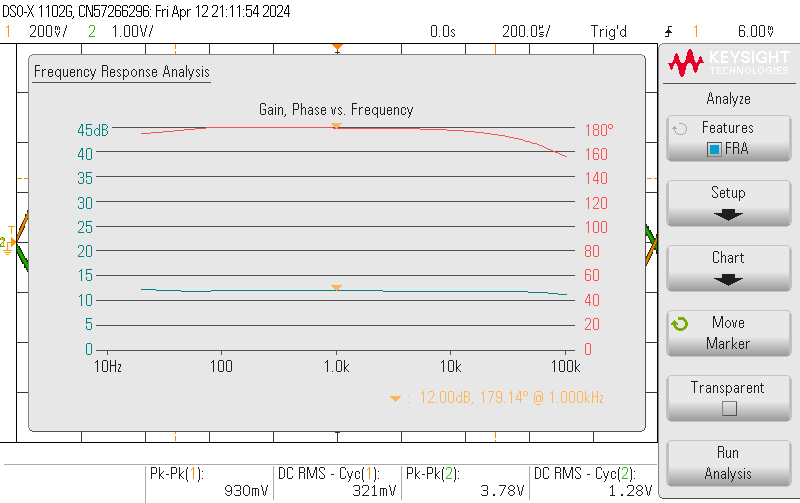 DSO-X 1102G, CN57266296: Fri Apr 12 21:11:54 2024
1 200▿/ 2 1.00V/ 0.0s 200.0s/ Trig'd 1 6.00▿
Frequency Response Analysis
KEYSIGHT
TECHNOLOGIES
Gain, Phase vs. Frequency
Analyze
45dB 180°
Features
FRA
40 160
35 140
30 120
Setup
25 100
20 80
Chart
15 60
10 40
5 20
Move
Marker
0 0
10Hz 100 1.0k 10k 100k
: 12.00dB, 179.14° @ 1.000kHz
Transparent
Run
Analysis
Pk-Pk(1): DC RMS - Cyc(1): Pk-Pk(2): DC RMS - Cyc(2):
930mV 321mV 3.78V 1.28V